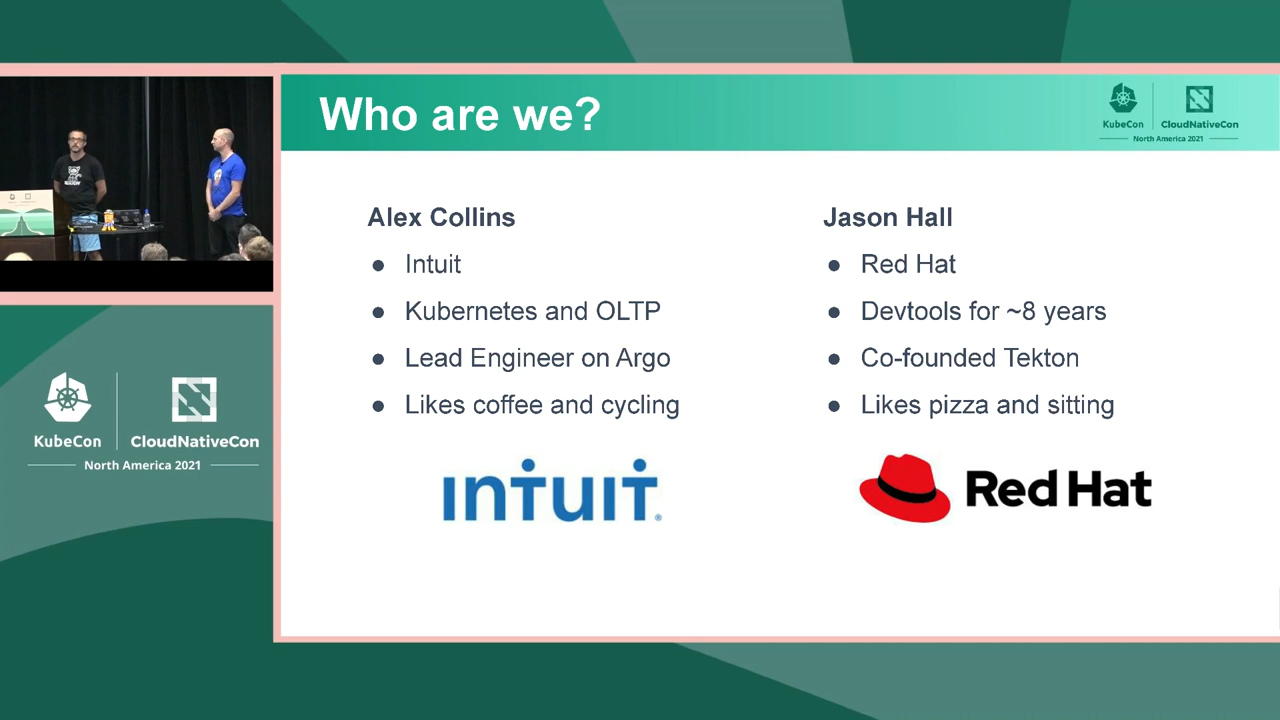 Who are we?
KubeCon
CloudNativeCon
North America 2021
Alex Collins
● Intuit
● Kubernetes and OLTP
● Lead Engineer on Argo
● Likes coffee and cycling
INTUIT
Jason Hall
● Red Hat
● Devtools for ~8 years
● Co-founded Tekton
● Likes pizza and sitting
Red Hat
KubeCon
CloudNativeCon
North America 2021